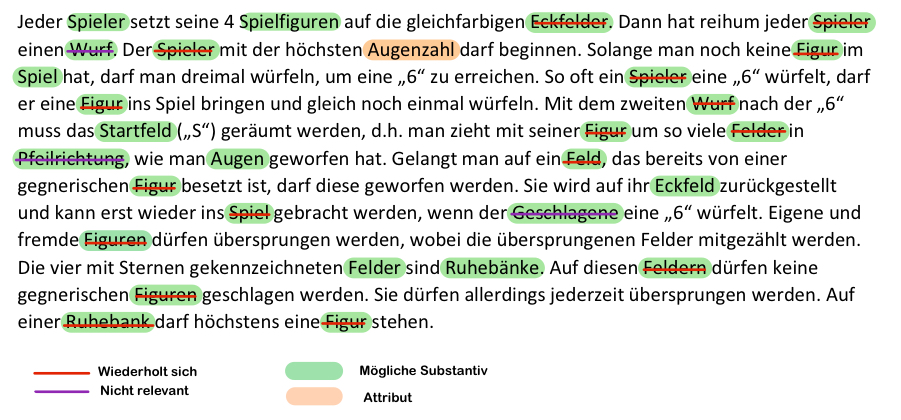 Jeder Spieler setzt seine 4 Spielfiguren auf die gleichfarbigen Eckfelder. Dann hat reihum jeder Spieler
einen Wurf. Der Spieler mit der höchsten Augenzahl darf beginnen. Solange man noch keine Figur im
Spiel hat, darf man dreimal würfeln, um eine „6“ zu erreichen. So oft ein Spieler eine „6“ würfelt, darf
er eine Figur ins Spiel bringen und gleich noch einmal würfeln. Mit dem zweiten Wurf nach der „6“
muss das Startfeld („S“) geräumt werden, d.h. man zieht mit seiner Figur um so viele Felder in
Pfeilrichtung, wie man Augen geworfen hat. Gelangt man auf ein Feld, das bereits von einer
gegnerischen Figur besetzt ist, darf diese geworfen werden. Sie wird auf ihr Eckfeld zurückgestellt
und kann erst wieder ins Spiel gebracht werden, wenn der Geschlagene eine „6“ würfelt. Eigene und
fremde Figuren dürfen übersprungen werden, wobei die übersprungenen Felder mitgezählt werden.
Die vier mit Sternen gekennzeichneten Felder sind Ruhebänke. Auf diesen Feldern dürfen keine
gegnerischen Figuren geschlagen werden. Sie dürfen allerdings jederzeit übersprungen werden. Auf
einer Ruhebank darf höchstens eine Figur stehen.
Wiederholt sich
Nicht relevant
Mögliche Substantiv
Attribut